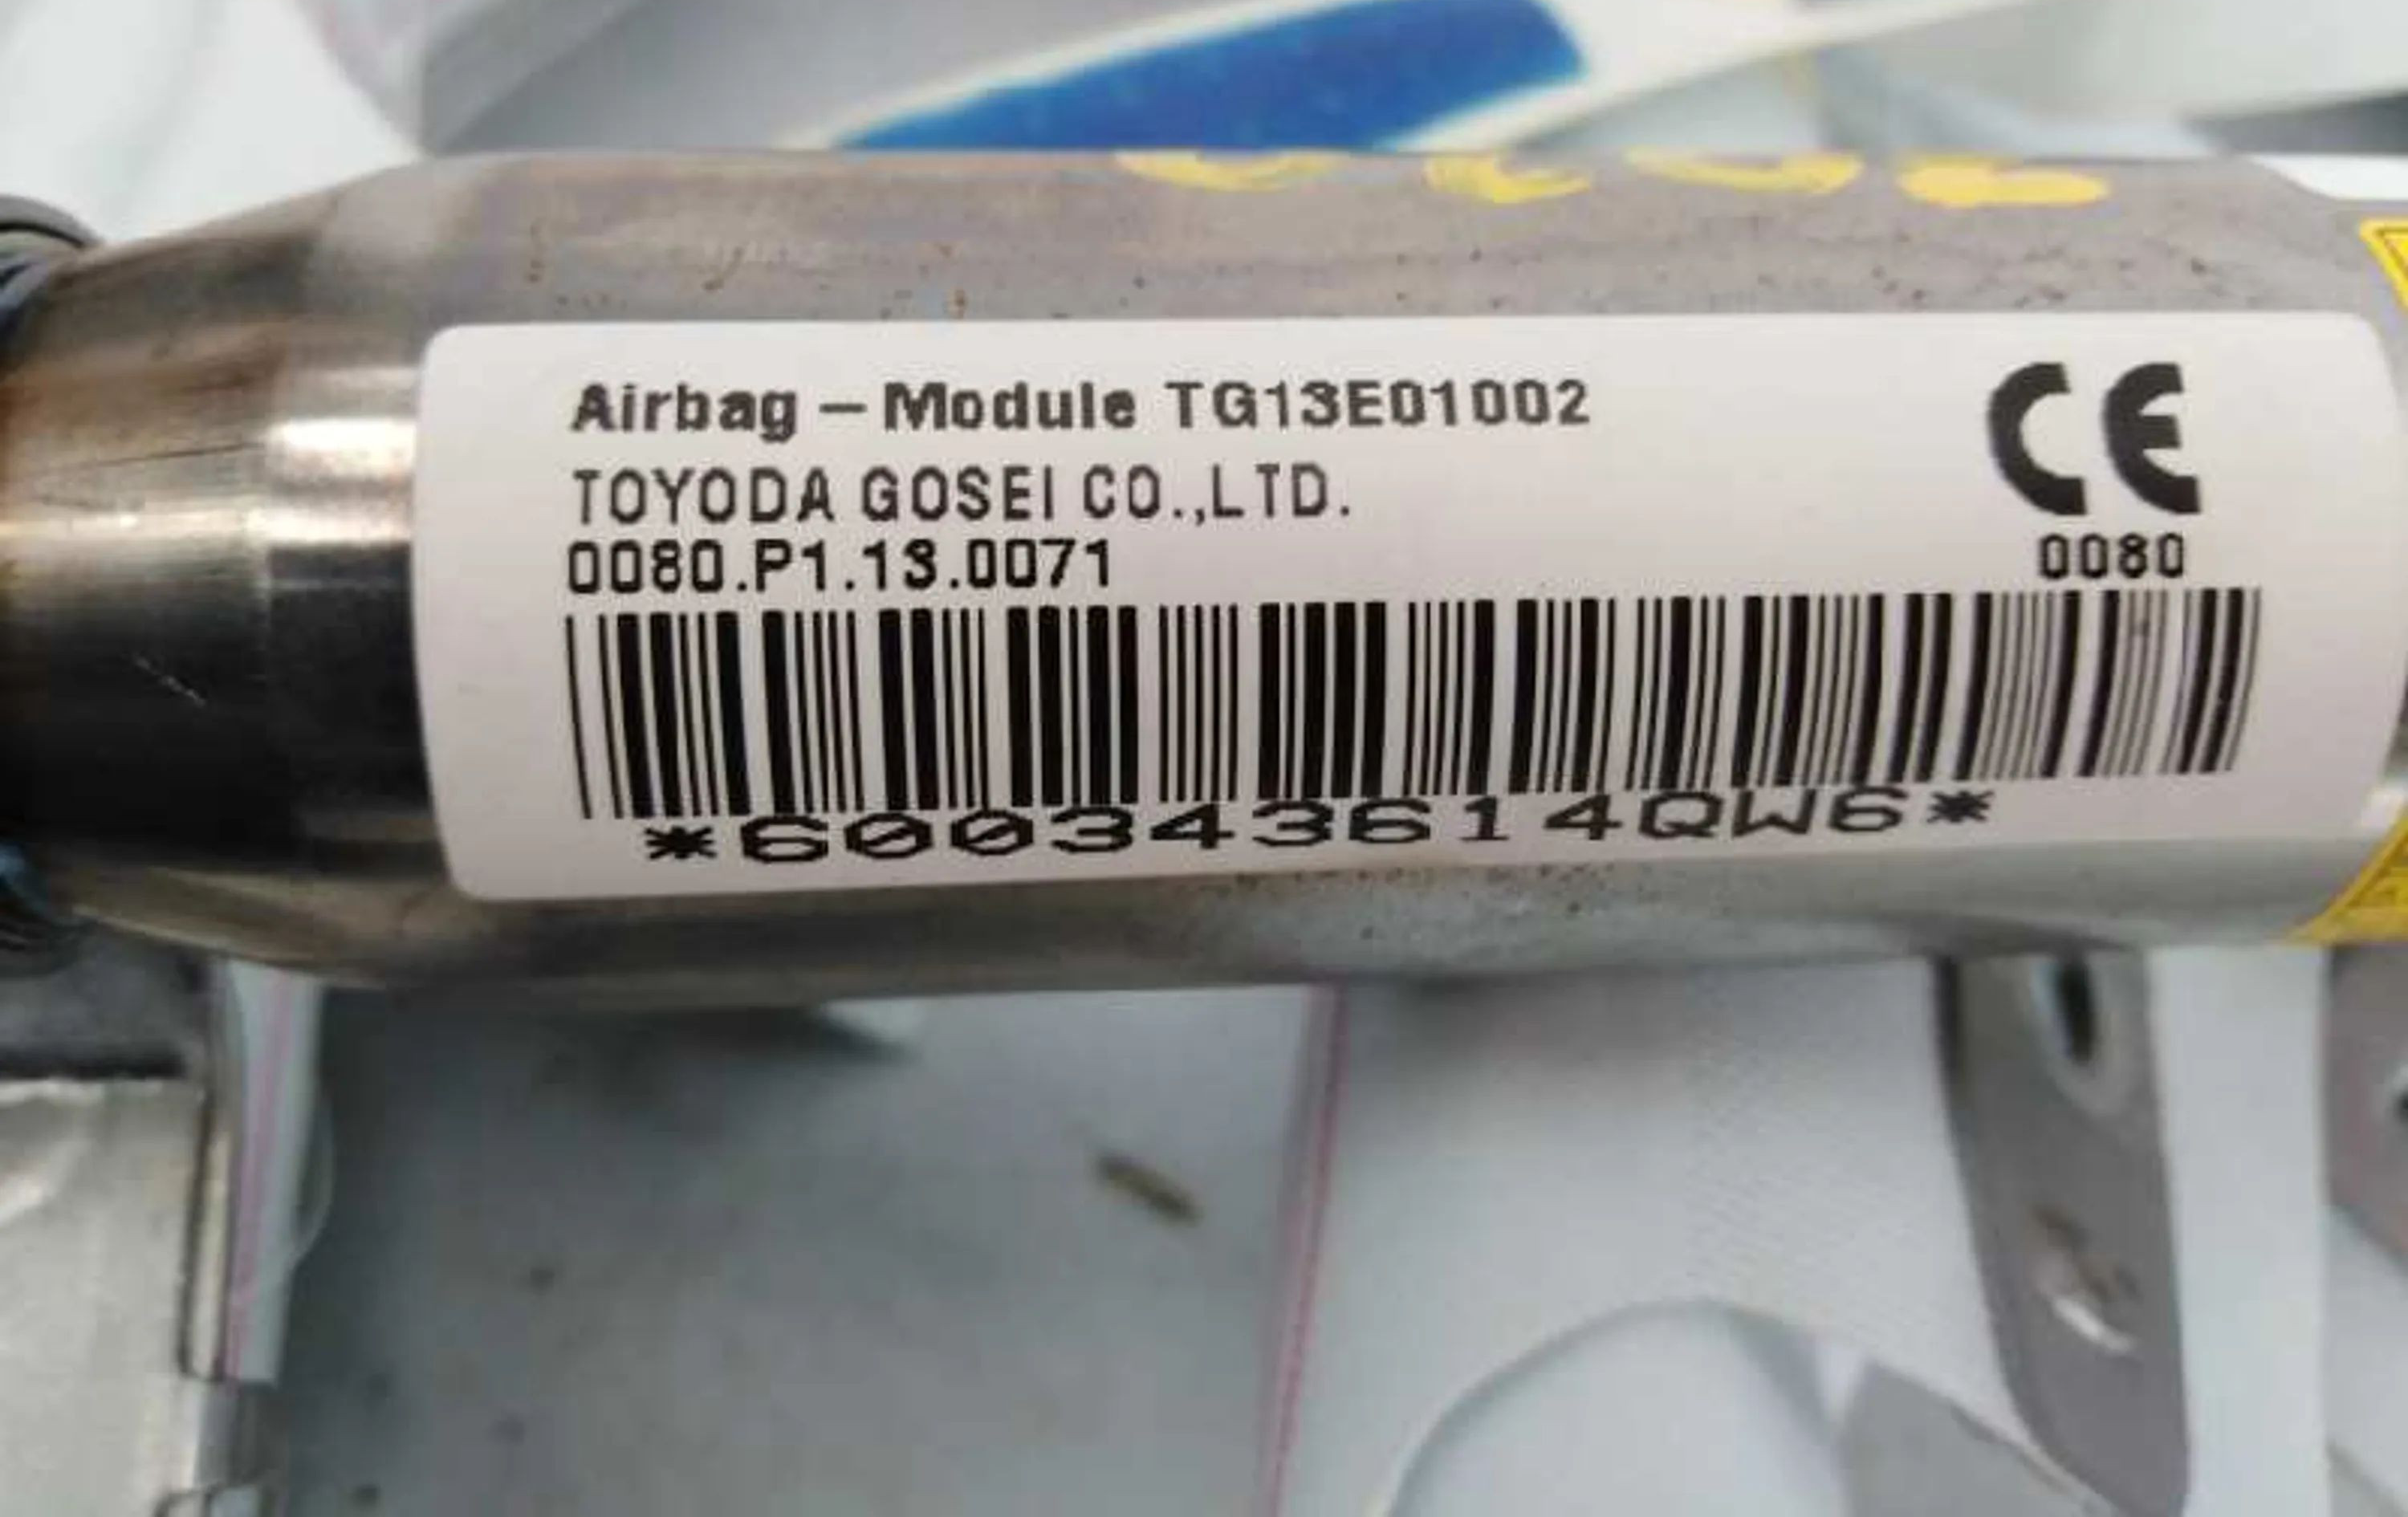 Airbag – Module TG13E01002
CE
TOYODA GOSEI CO.,LTD.
0080.P1.13.0071
0080
*600343614QW6*